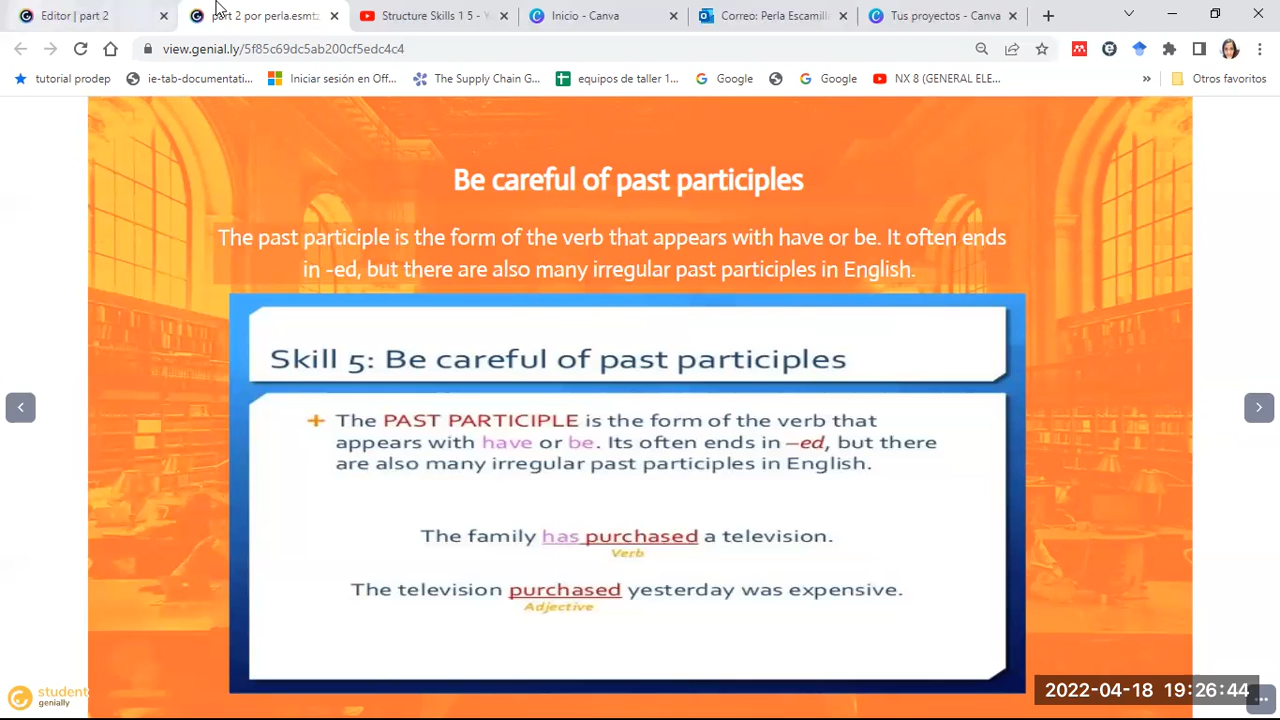 Editor | part 2
part 2 por perla.esmtz
Structure Skills 1 5 - Y
Inicio - Canva
Correo: Perla Escamilla
Tus proyectos - Canva
view.genial.ly/5f85c69dc5ab200cf5edc4c4
tutorial prodep
ie-tab-documentati...
Iniciar sesión en Off...
The Supply Chain G...
equipos de taller 1...
Google
Google
NX 8 (GENERAL ELE...
»
Otros favoritos
Be careful of past participles
The past participle is the form of the verb that appears with have or be. It often ends
in -ed, but there are also many irregular past participles in English.
Skill 5: Be careful of past participles
The PAST PARTICIPLE is the form of the verb that
appears with have or be. Its often ends in –ed, but there
are also many irregular past participles in English.
The family has purchased a television.
Verb
The television purchased yesterday was expensive.
Adjective
student
genially
2022-04-18 19:26:44